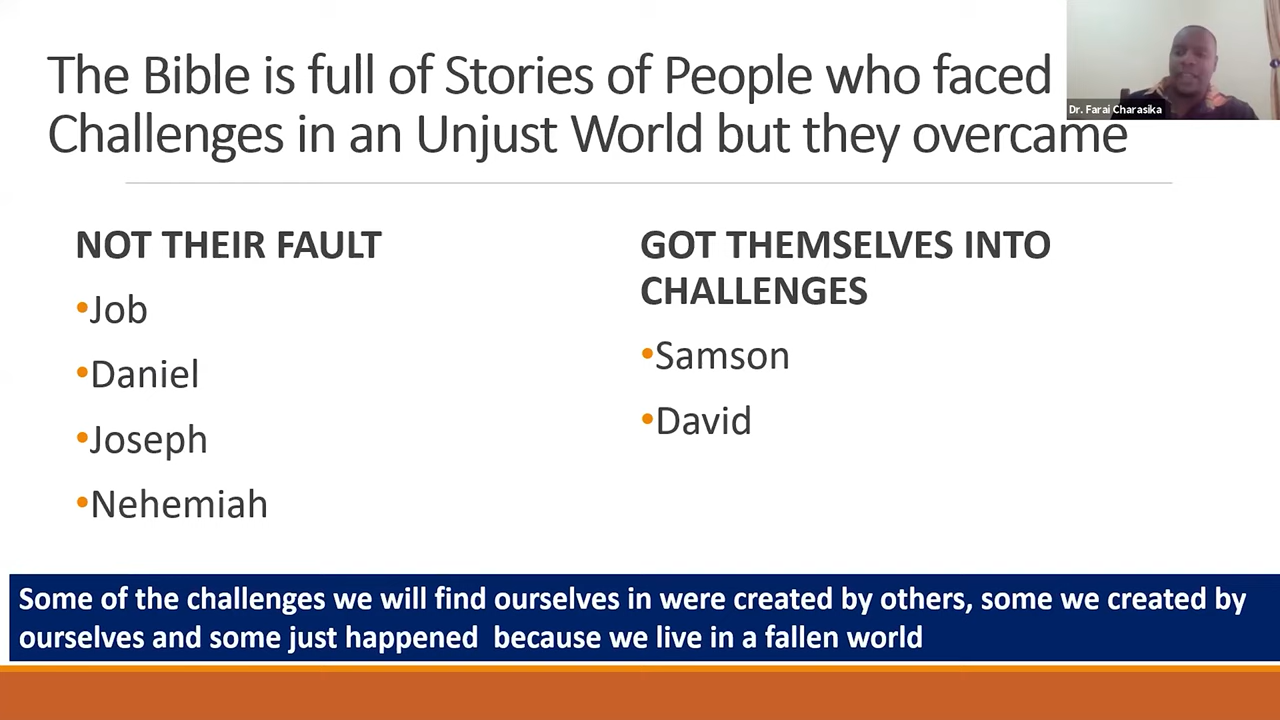 The Bible is full of Stories of People who faced
Challenges in an Unjust World but they overcame
Dr. Farai Charasika
NOT THEIR FAULT
•Job
•Daniel
•Joseph
•Nehemiah
GOT THEMSELVES INTO
CHALLENGES
•Samson
•David
Some of the challenges we will find ourselves in were created by others, some we created by
ourselves and some just happened because we live in a fallen world